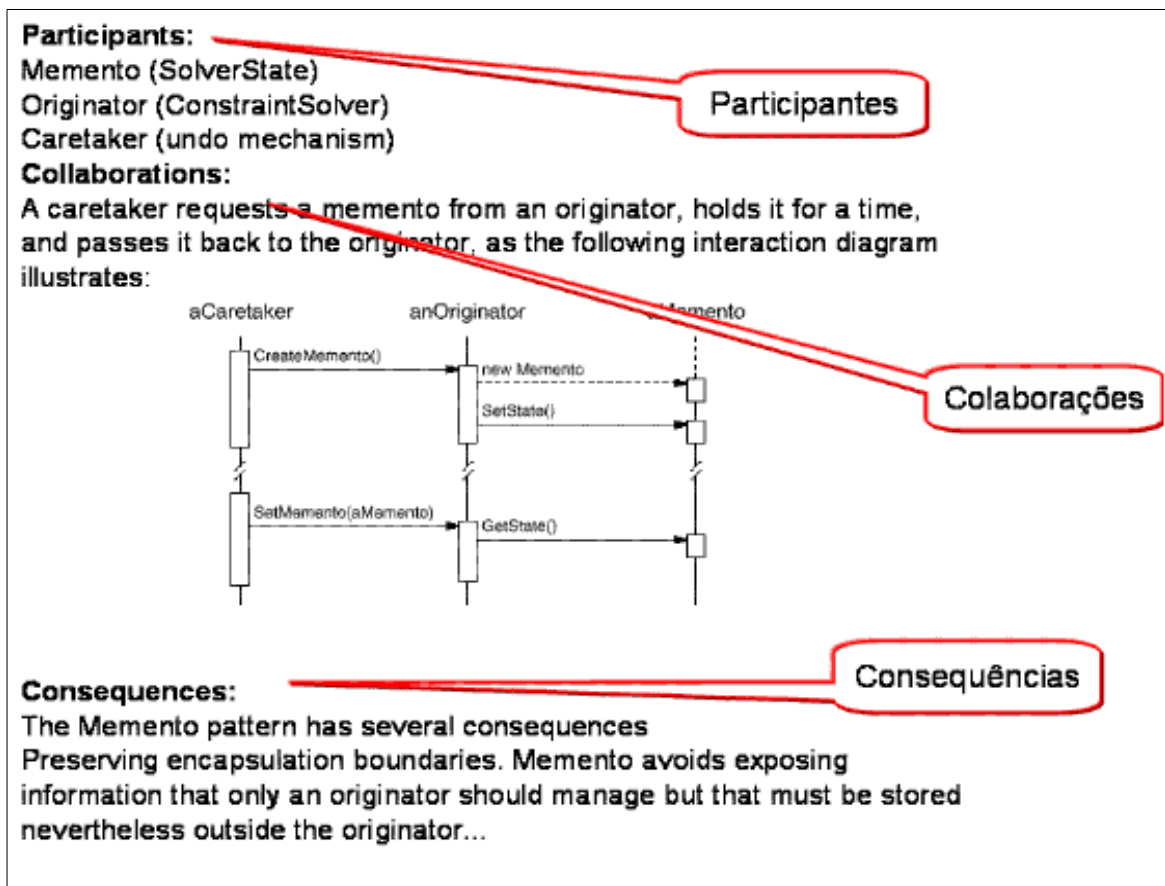 Participants:
Memento (SolverState)
Originator (ConstraintSolver)
Caretaker (undo mechanism)
Participantes
Collaborations:
A caretaker requests a memento from an originator, holds it for a time,
and passes it back to the originator, as the following interaction diagram
illustrates:
Colaborações
aCaretaker anOriginator aMemento
CreateMemento()
new Memento
SetState()
SetMemento(aMemento)
GetState()
Consequências
Consequences:
The Memento pattern has several consequences
Preserving encapsulation boundaries. Memento avoids exposing
information that only an originator should manage but that must be stored
nevertheless outside the originator...